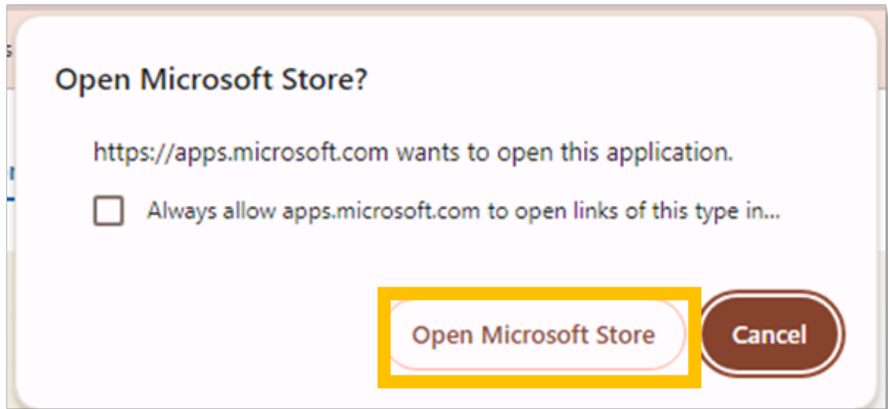 Open Microsoft Store?
https://apps.microsoft.com wants to open this application.
Always allow apps.microsoft.com to open links of this type in...
Open Microsoft Store
Cancel